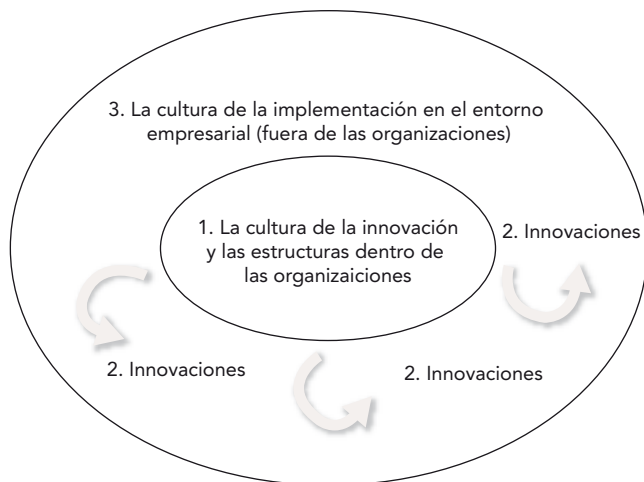 3. La cultura de la implementación en el entorno
empresarial (fuera de las organizaciones)
1. La cultura de la innovación
y las estructuras dentro de
las organizaiciones
2. Innovaciones
2. Innovaciones
2. Innovaciones